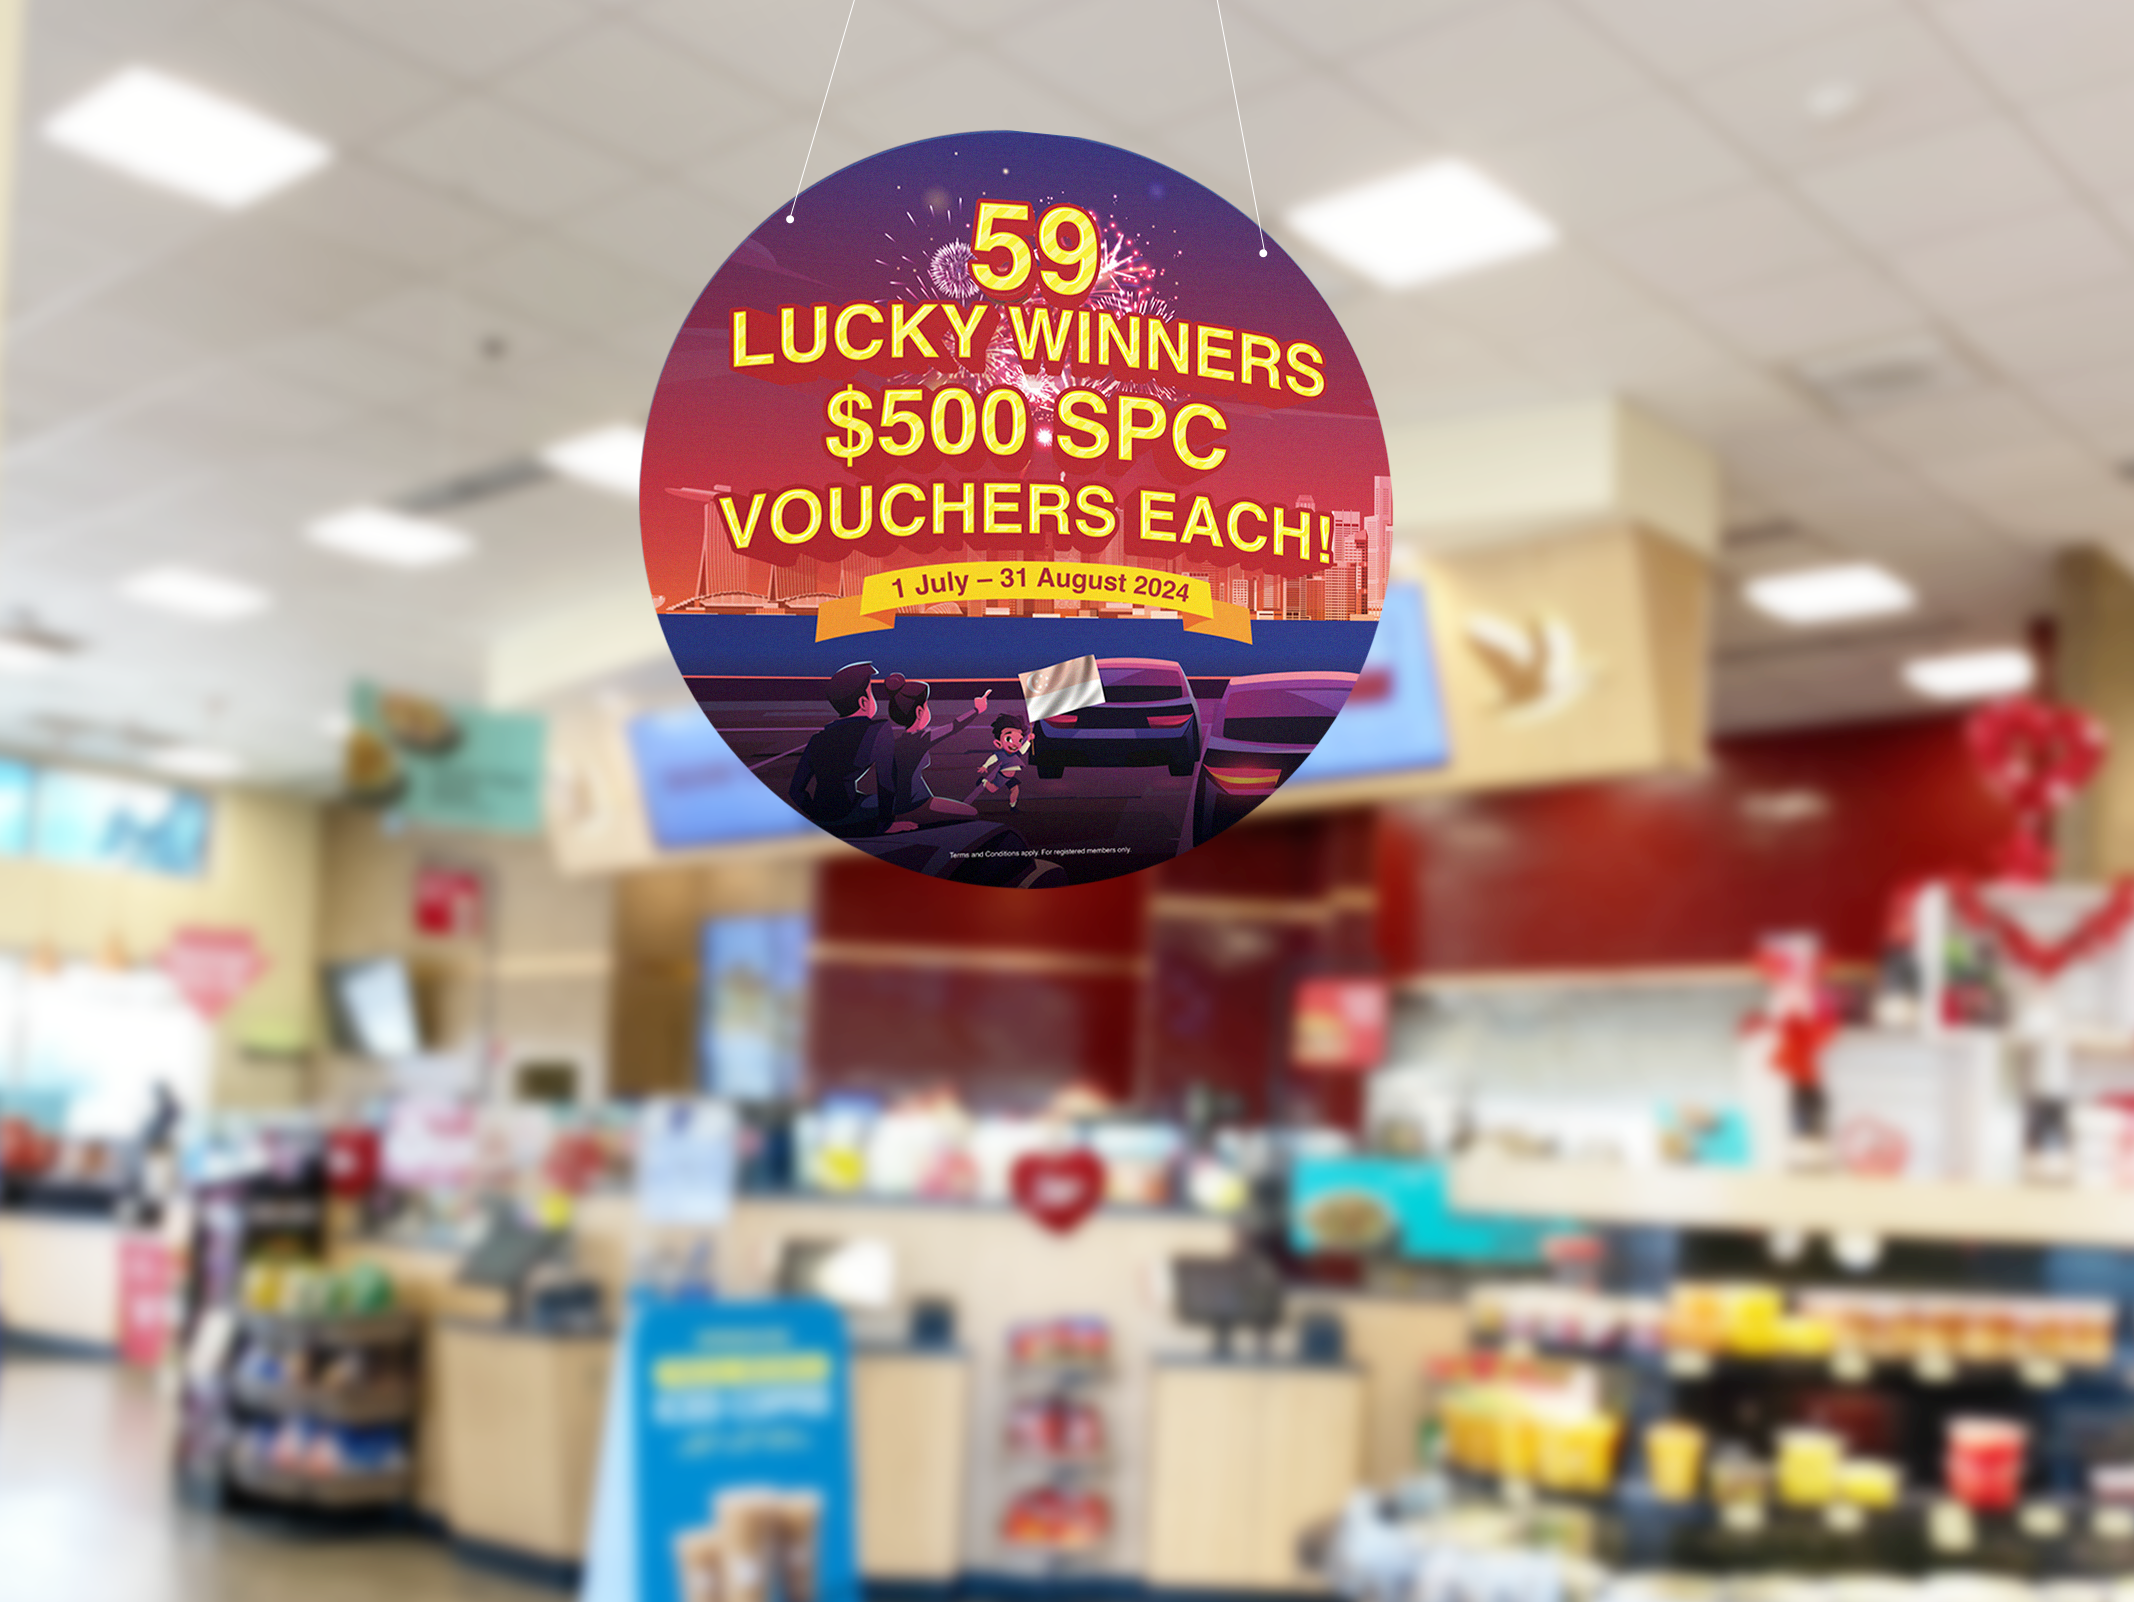 59
LUCKY WINNERS
$500 SPC
VOUCHERS EACH!
1 July – 31 August 2024
Terms and Conditions apply. For registered members only.